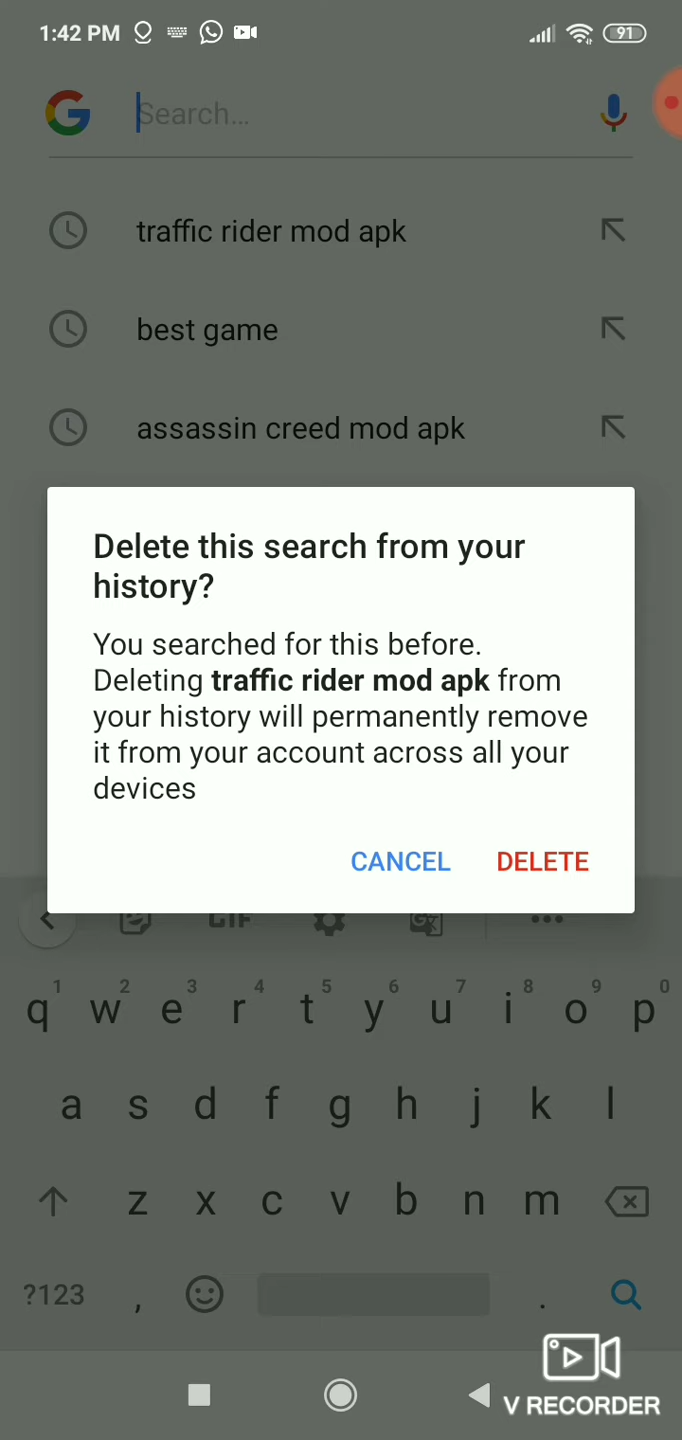 1:42 PM 91
Search...
traffic rider mod apk
best game
assassin creed mod apk
Delete this search from your
history?
You searched for this before.
Deleting traffic rider mod apk from
your history will permanently remove
it from your account across all your
devices
CANCEL DELETE
GIF
1 2 3 4 5 6 7 8 9 0
q w e r t y u i o p
a s d f g h j k l
z x c v b n m
?123 , .
V RECORDER